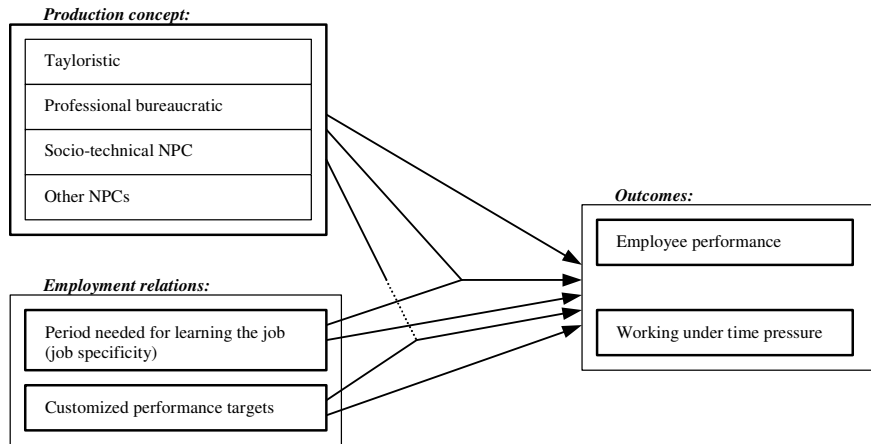 Production concept:
Tayloristic
Professional bureaucratic
Socio-technical NPC
Other NPCs
Outcomes:
Employee performance
Working under time pressure
Employment relations:
Period needed for learning the job
(job specificity)
Customized performance targets